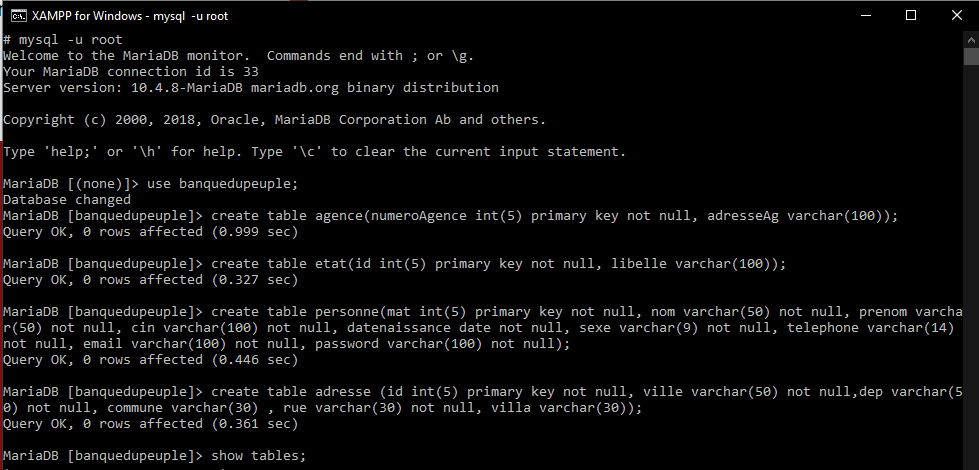 XAMPP for Windows - mysql -u root
# mysql -u root
Welcome to the MariaDB monitor.  Commands end with ; or \g.
Your MariaDB connection id is 33
Server version: 10.4.8-MariaDB mariadb.org binary distribution
Copyright (c) 2000, 2018, Oracle, MariaDB Corporation Ab and others.
Type 'help;' or '\h' for help. Type '\c' to clear the current input statement.
MariaDB [(none)]> use banquedupeuple;
Database changed
MariaDB [banquedupeuple]> create table agence(numeroAgence int(5) primary key not null, adresseAg varchar(100));
Query OK, 0 rows affected (0.999 sec)
MariaDB [banquedupeuple]> create table etat(id int(5) primary key not null, libelle varchar(100));
Query OK, 0 rows affected (0.327 sec)
MariaDB [banquedupeuple]> create table personne(mat int(5) primary key not null, nom varchar(50) not null, prenom varcha
r(50) not null, cin varchar(100) not null, datenaissance date not null, sexe varchar(9) not null, telephone varchar(14)
not null, email varchar(100) not null, password varchar(100) not null);
Query OK, 0 rows affected (0.446 sec)
MariaDB [banquedupeuple]> create table adresse (id int(5) primary key not null, ville varchar(50) not null,dep varchar(5
0) not null, commune varchar(30) , rue varchar(30) not null, villa varchar(30));
Query OK, 0 rows affected (0.361 sec)
MariaDB [banquedupeuple]> show tables;